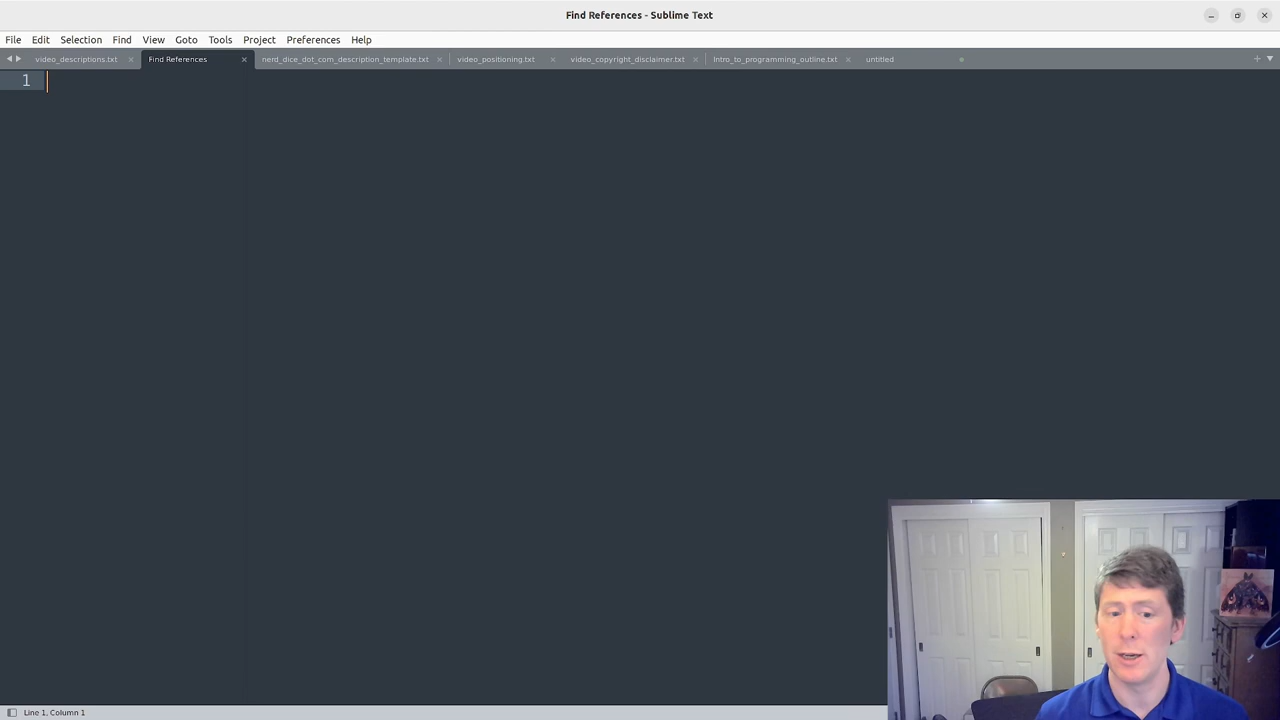 Find References - Sublime Text
File Edit Selection Find View Goto Tools Project Preferences Help
video_descriptions.txt Find References nerd_dice_dot_com_description_template.txt video_positioning.txt video_copyright_disclaimer.txt Intro_to_programming_outline.txt untitled
1
Line 1, Column 1